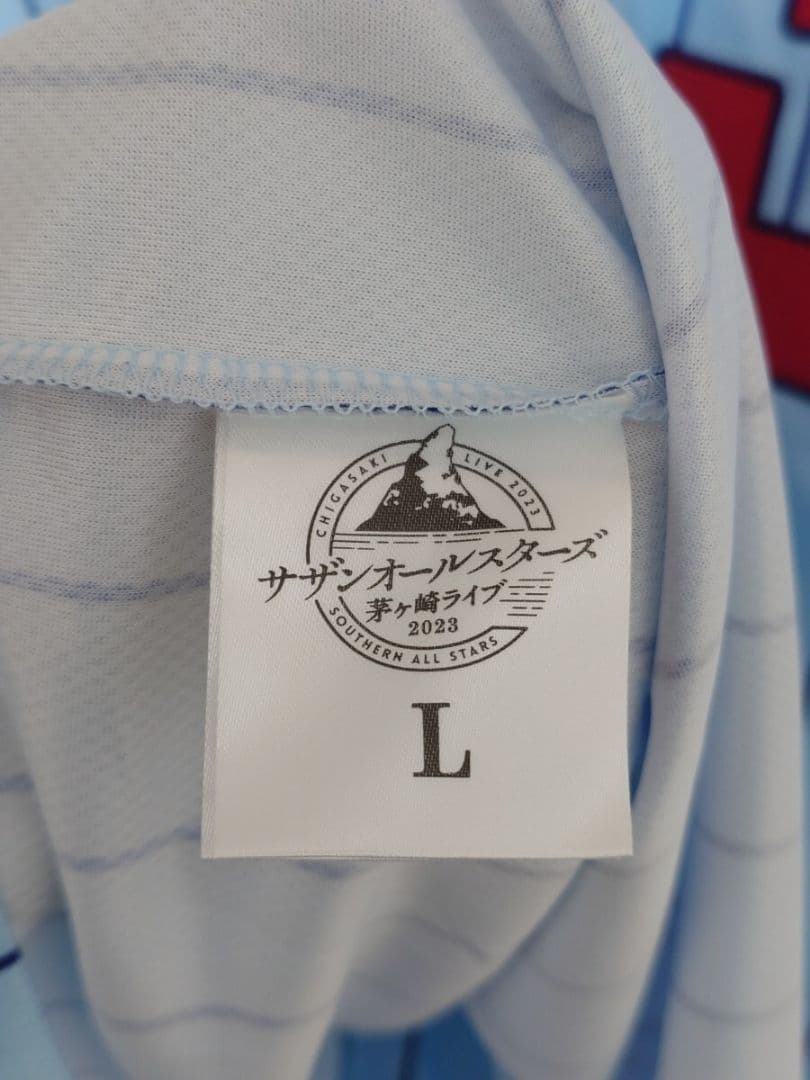 CHIGASAKI LIVE 2023
サザンオールスターズ
茅ヶ崎ライブ
2023
SOUTHERN ALL STARS
L